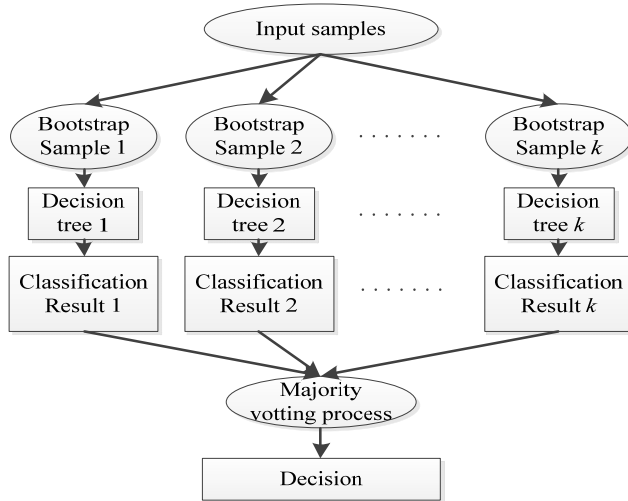 Input samples
Bootstrap
Sample 1
Bootstrap
Sample 2
. . . . . . .
Bootstrap
Sample k
Decision
tree 1
Decision
tree 2
. . . . . . .
Decision
tree k
Classification
Result 1
Classification
Result 2
. . . . . . .
Classification
Result k
Majority
votting process
Decision